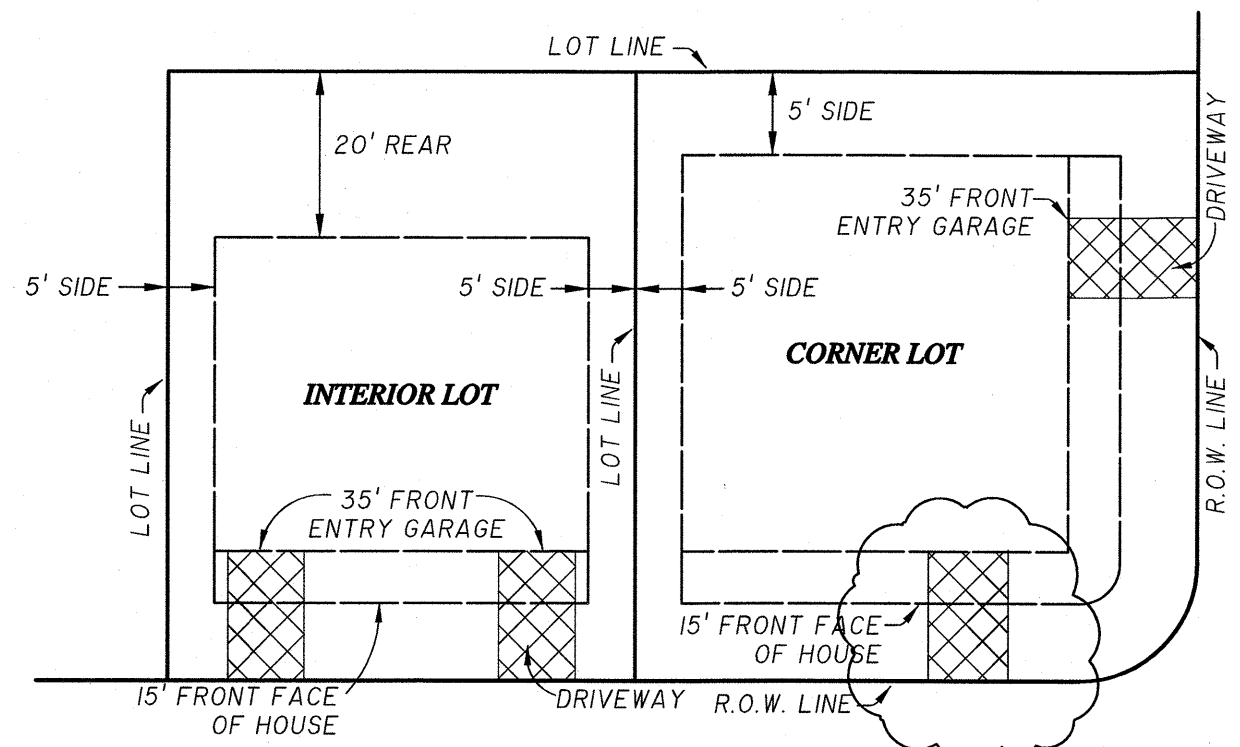 LOT LINE
5' SIDE
DRIVEWAY
20' REAR
35' FRONT
ENTRY GARAGE
5' SIDE
5' SIDE
5' SIDE
CORNER LOT
INTERIOR LOT
LOT LINE
LOT LINE
R.O.W. LINE
35' FRONT
ENTRY GARAGE
15' FRONT FACE
OF HOUSE
15' FRONT FACE
OF HOUSE
DRIVEWAY
R.O.W. LINE